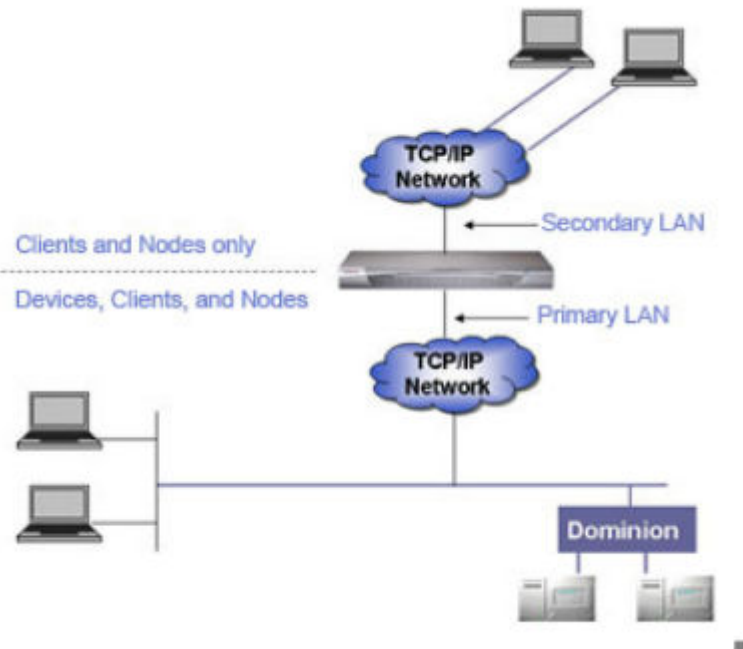 TCP/IP
Network
Secondary LAN
Clients and Nodes only
Devices, Clients, and Nodes
Primary LAN
TCP/IP
Network
Dominion